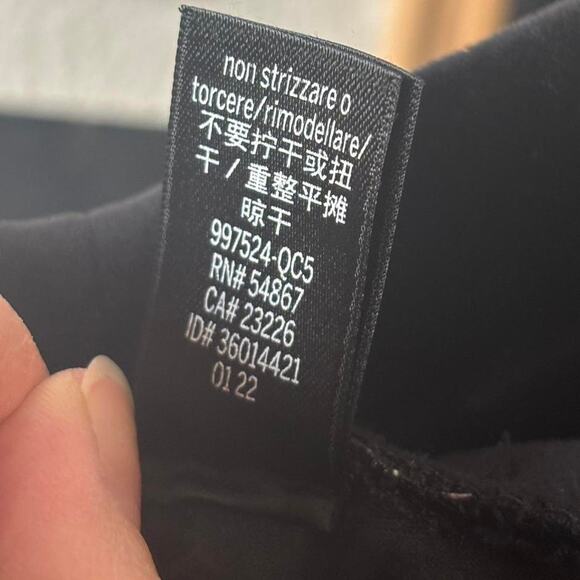 non strizzare o
torcere/rimodellare/
不要拧干或扭
干/重整平摊
晾干
997524-QC5
RN# 54867
CA# 23226
ID# 36014421
01 22